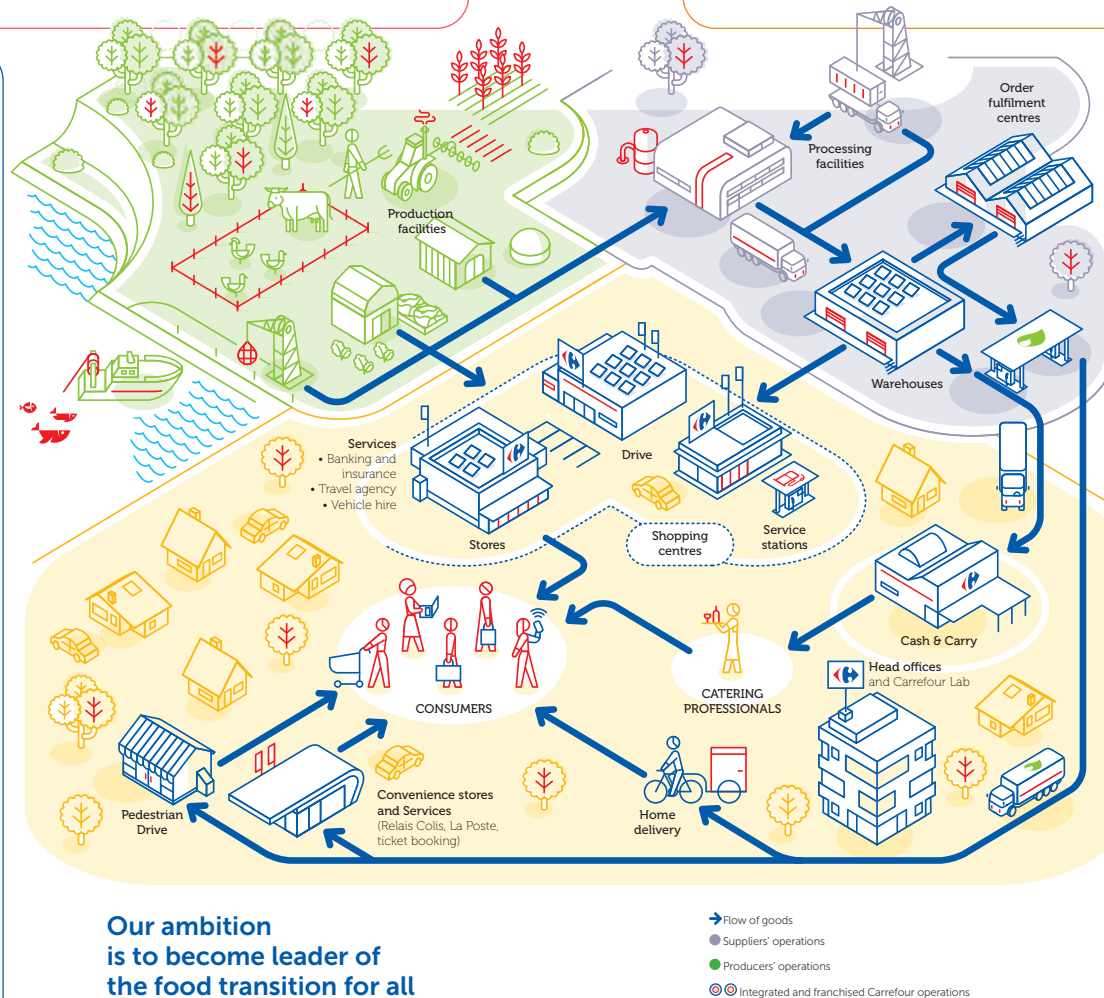 Order
fulfilment
centres
Processing
facilities
Production
facilities
Warehouses
Services
• Banking and
insurance
• Travel agency
• Vehicle hire
Drive
Stores
Shopping
centres
Service
stations
Cash & Carry
Head offices
and Carrefour Lab
CATERING
PROFESSIONALS
CONSUMERS
Pedestrian
Drive
Convenience stores
and Services
(Relais Colis, La Poste,
ticket booking)
Home
delivery
Our ambition
is to become leader of
the food transition for all
Flow of goods
Suppliers' operations
Producers' operations
Integrated and franchised Carrefour operations